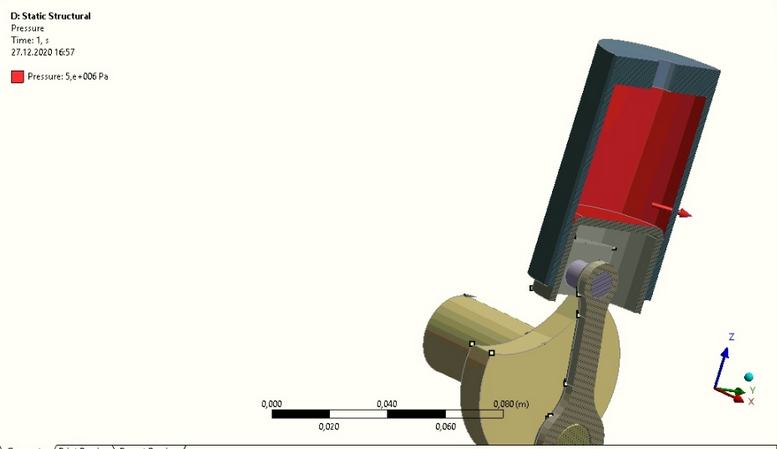 D: Static Structural
Pressure
Time: 1, s
27.12.2020 16:57
Pressure: 5,e+006 Pa
Z
Y
X
0,000 0,040 0,080 (m)
0,020 0,060